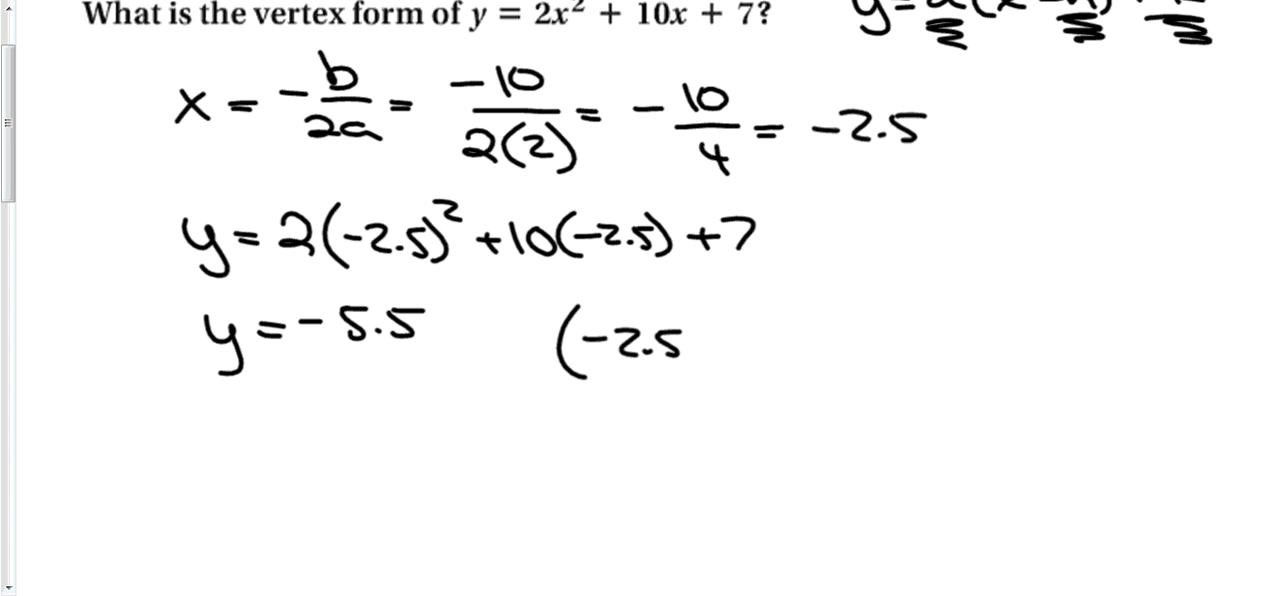 What is the vertex form of y = 2x² + 10x + 7?
x = -b/2a = -10/2(2) = -10/4 = -2.5
y = 2(-2.5)² + 10(-2.5) + 7
y = -5.5 (-2.5